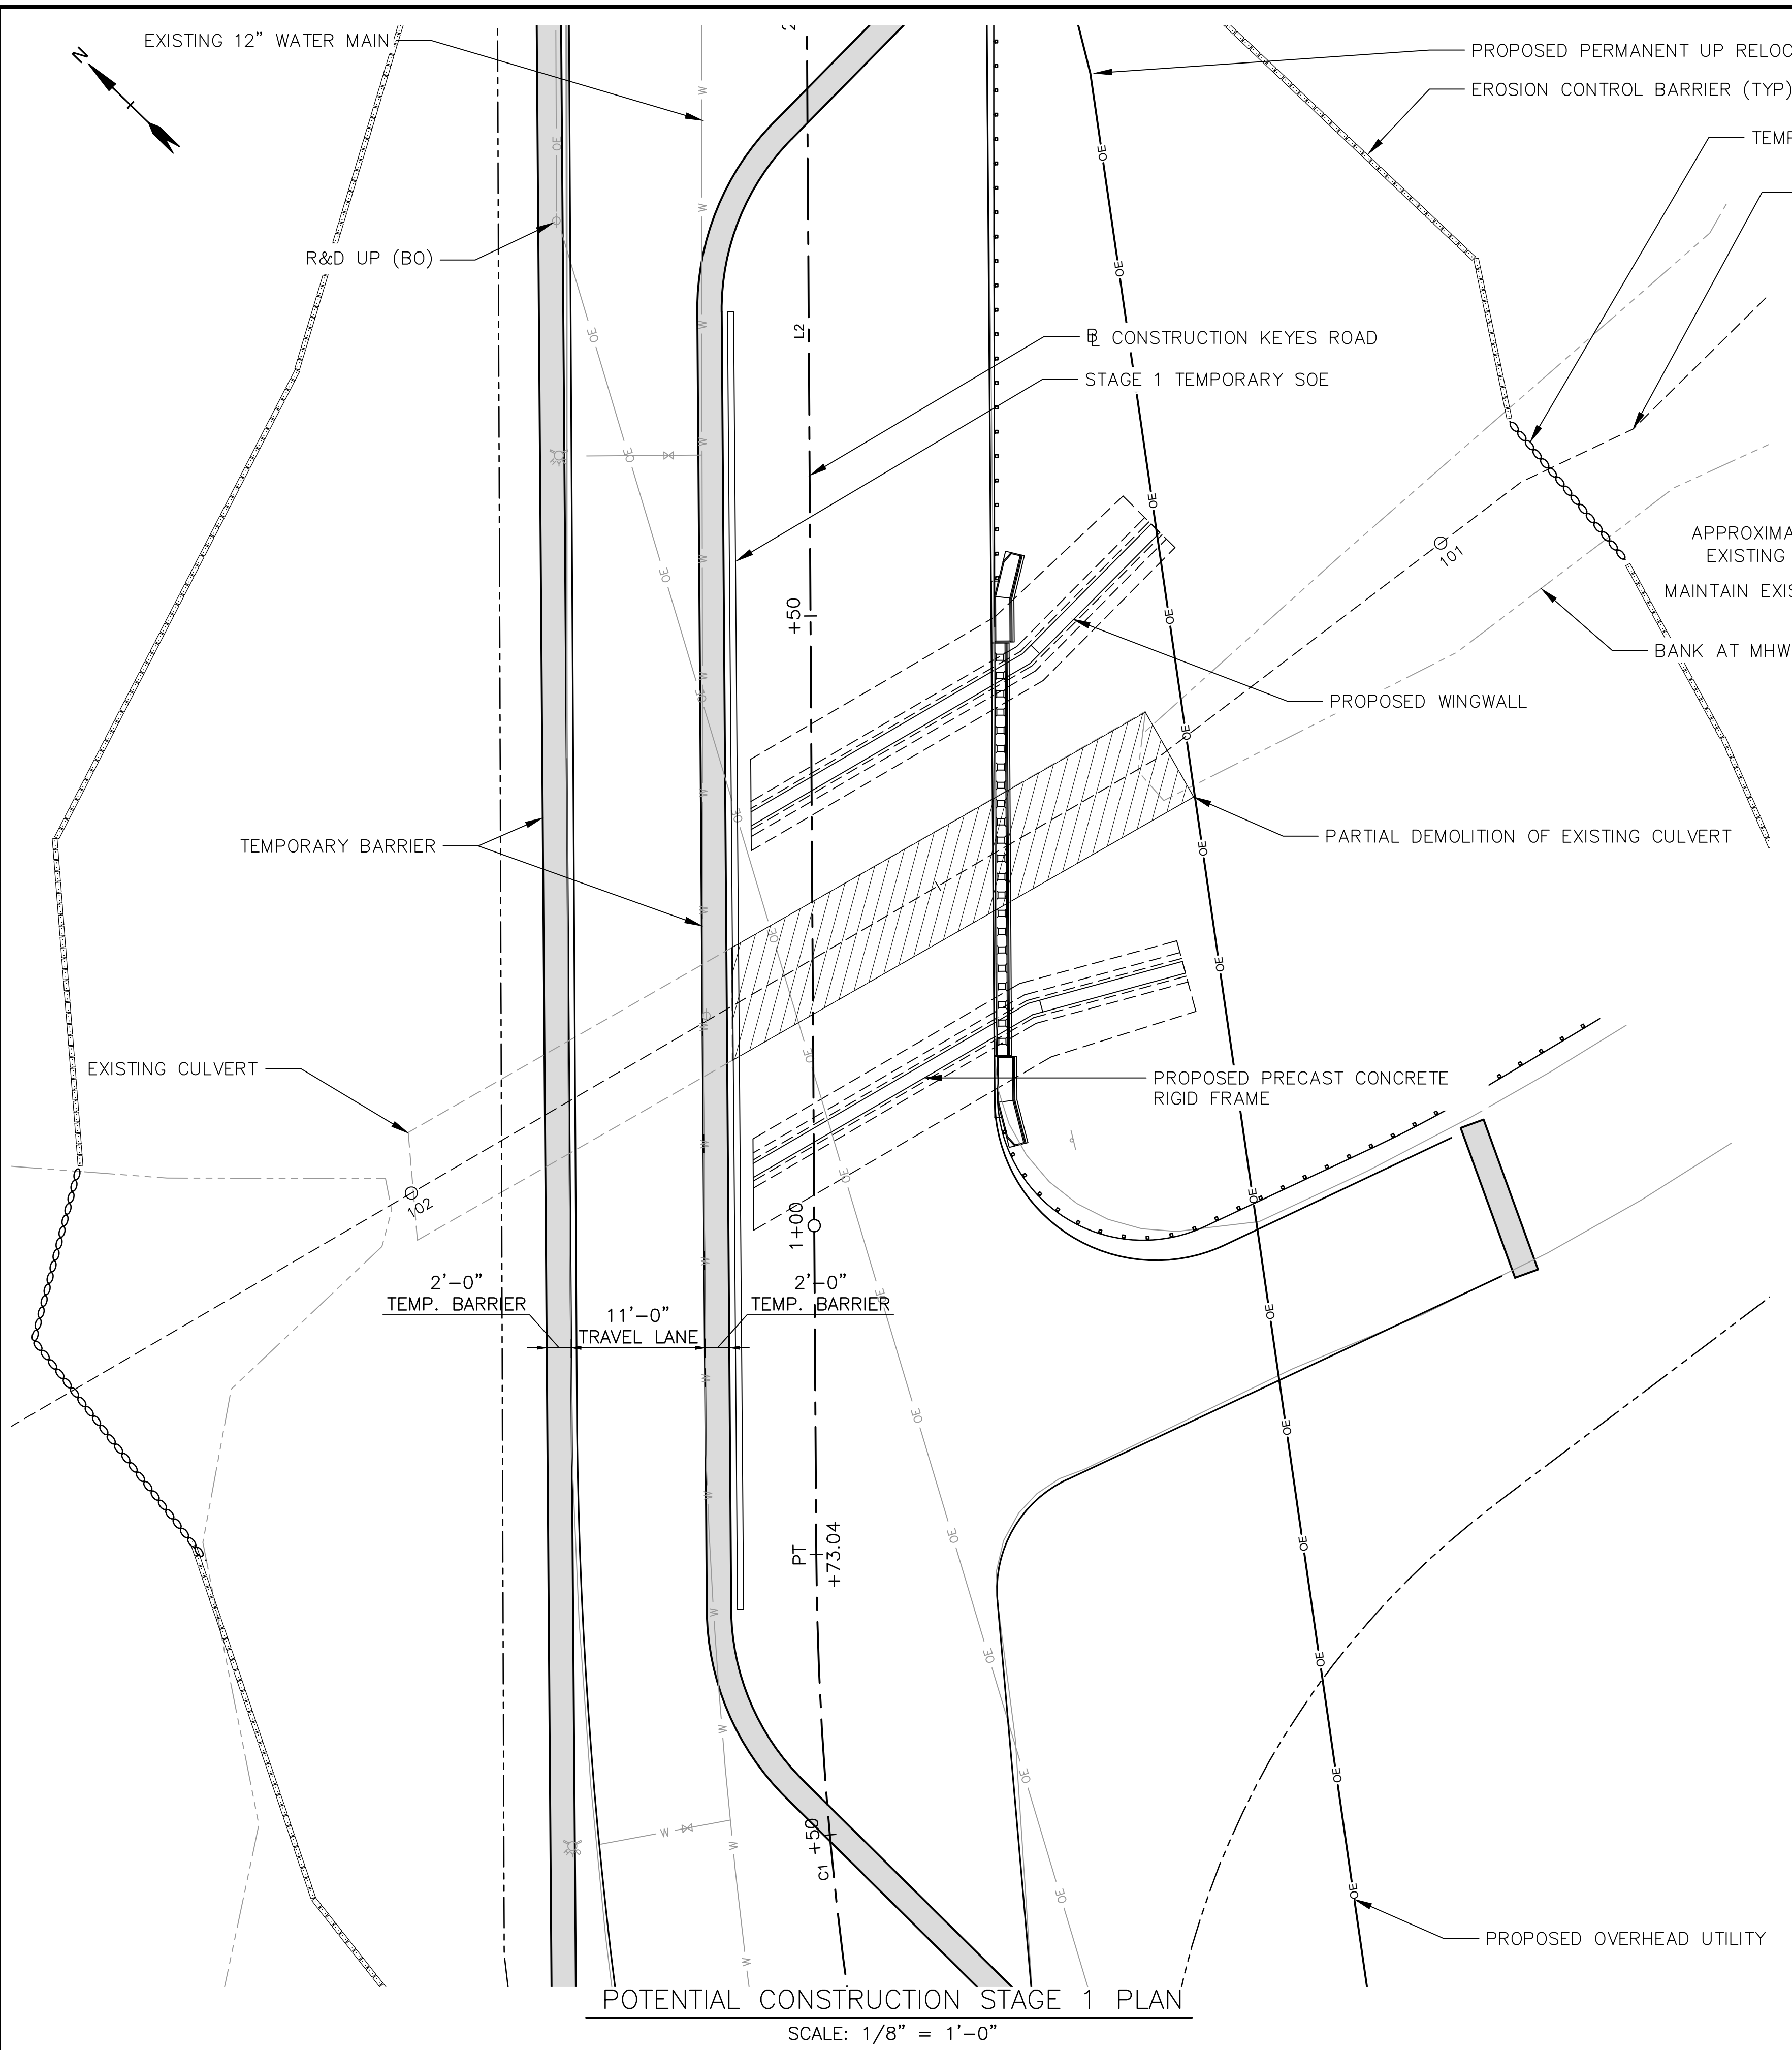 EXISTING 12" WATER MAIN
N
PROPOSED PERMANENT UP RELOC
EROSION CONTROL BARRIER (TYP)
TEMP
OE
R&D UP (BO)
W
L2
℄ CONSTRUCTION KEYES ROAD
STAGE 1 TEMPORARY SOE
APPROXIMA
EXISTING
101
MAINTAIN EXIS
+50
BANK AT MHW
PROPOSED WINGWALL
TEMPORARY BARRIER
PARTIAL DEMOLITION OF EXISTING CULVERT
EXISTING CULVERT
PROPOSED PRECAST CONCRETE
RIGID FRAME
102
1+00
2'-0"
TEMP. BARRIER
11'-0"
TRAVEL LANE
2'-0"
TEMP. BARRIER
PT
+73.04
+50
C1
PROPOSED OVERHEAD UTILITY
POTENTIAL CONSTRUCTION STAGE 1 PLAN
SCALE: 1/8" = 1'-0"